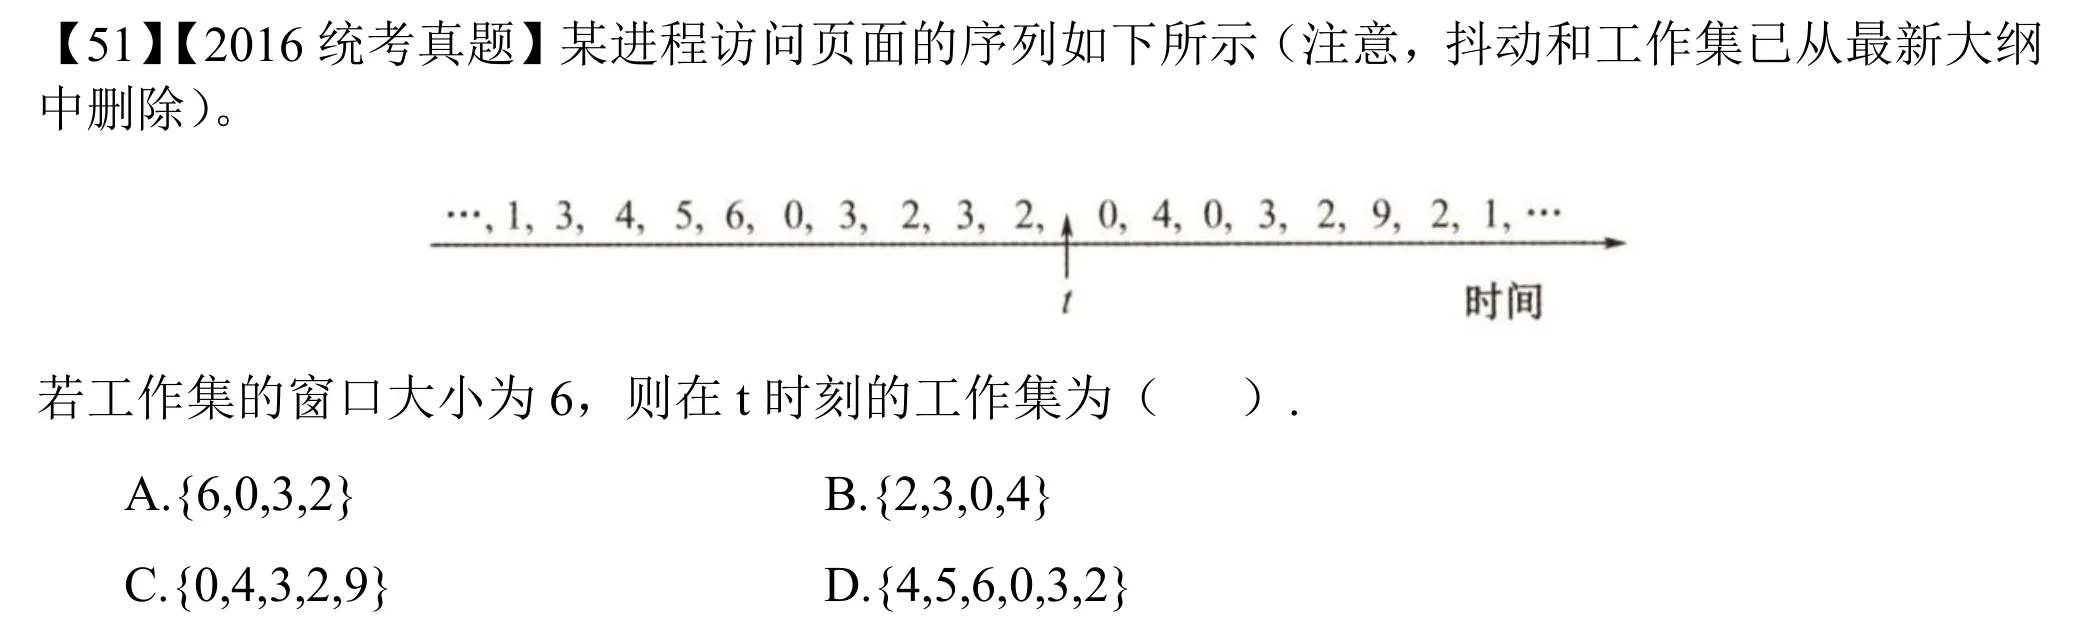 【51】【2016 统考真题】某进程访问页面的序列如下所示（注意，抖动和工作集已从最新大纲
中删除）。
…, 1, 3, 4, 5, 6, 0, 3, 2, 3, 2, 0, 4, 0, 3, 2, 9, 2, 1, …
t
时间
若工作集的窗口大小为 6，则在 t 时刻的工作集为（ ）.
A.{6,0,3,2} B.{2,3,0,4}
C.{0,4,3,2,9} D.{4,5,6,0,3,2}